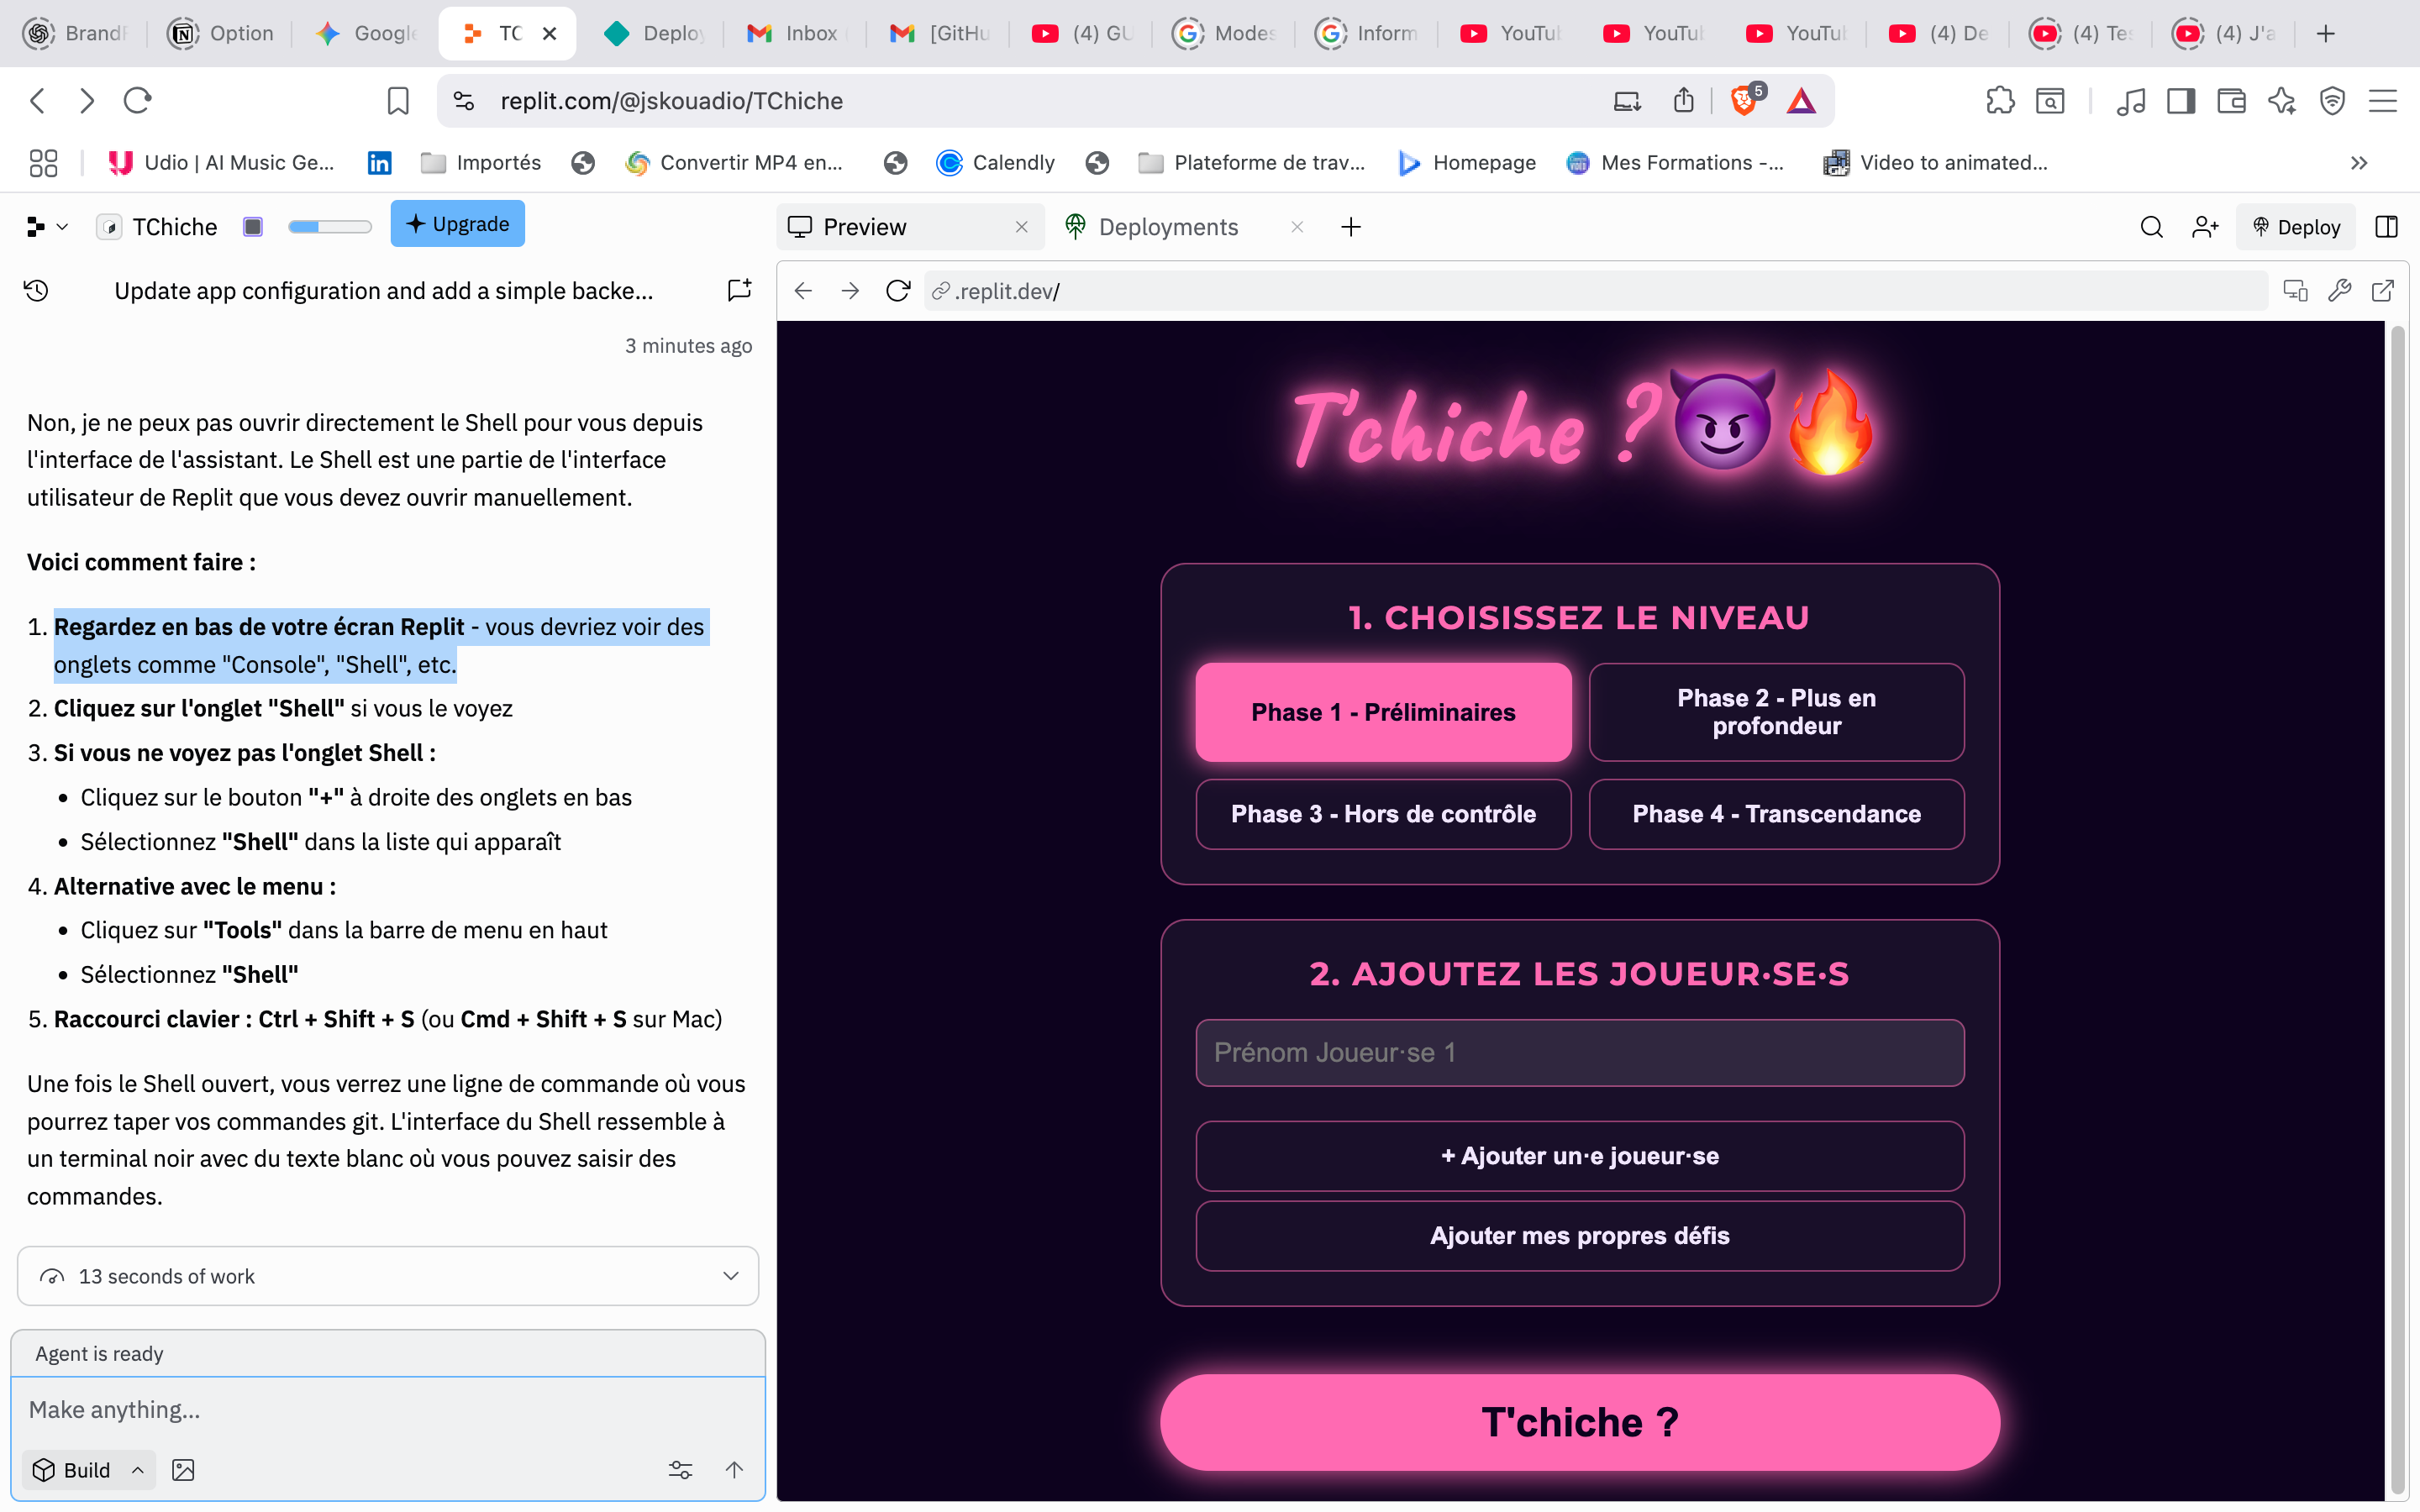 BrandF
Option
Google
TC
Deploy
Inbox
[GitHu
(4) GU
Modes
Inform
YouTu
YouTu
YouTu
(4) De
(4) Tes
(4) J'a
replit.com/@jskouadio/TChiche
5
Udio | AI Music Ge...
Importés
Convertir MP4 en...
Calendly
Plateforme de trav...
Homepage
Mes Formations -...
Video to animated...
TChiche
Upgrade
Preview
Deployments
Deploy
Update app configuration and add a simple backe...
.replit.dev/
3 minutes ago
Non, je ne peux pas ouvrir directement le Shell pour vous depuis
l'interface de l'assistant. Le Shell est une partie de l'interface
utilisateur de Replit que vous devez ouvrir manuellement.
Voici comment faire :
1. Regardez en bas de votre écran Replit - vous devriez voir des
onglets comme "Console", "Shell", etc.
2. Cliquez sur l'onglet "Shell" si vous le voyez
3. Si vous ne voyez pas l'onglet Shell :
• Cliquez sur le bouton "+" à droite des onglets en bas
• Sélectionnez "Shell" dans la liste qui apparaît
4. Alternative avec le menu :
• Cliquez sur "Tools" dans la barre de menu en haut
• Sélectionnez "Shell"
5. Raccourci clavier : Ctrl + Shift + S (ou Cmd + Shift + S sur Mac)
Une fois le Shell ouvert, vous verrez une ligne de commande où vous
pourrez taper vos commandes git. L'interface du Shell ressemble à
un terminal noir avec du texte blanc où vous pouvez saisir des
commandes.
13 seconds of work
Agent is ready
Make anything...
Build
T'chiche ?😈🔥
1. CHOISISSEZ LE NIVEAU
Phase 1 - Préliminaires
Phase 2 - Plus en
profondeur
Phase 3 - Hors de contrôle
Phase 4 - Transcendance
2. AJOUTEZ LES JOUEUR·SE·S
Prénom Joueur·se 1
+ Ajouter un·e joueur·se
Ajouter mes propres défis
T'chiche ?